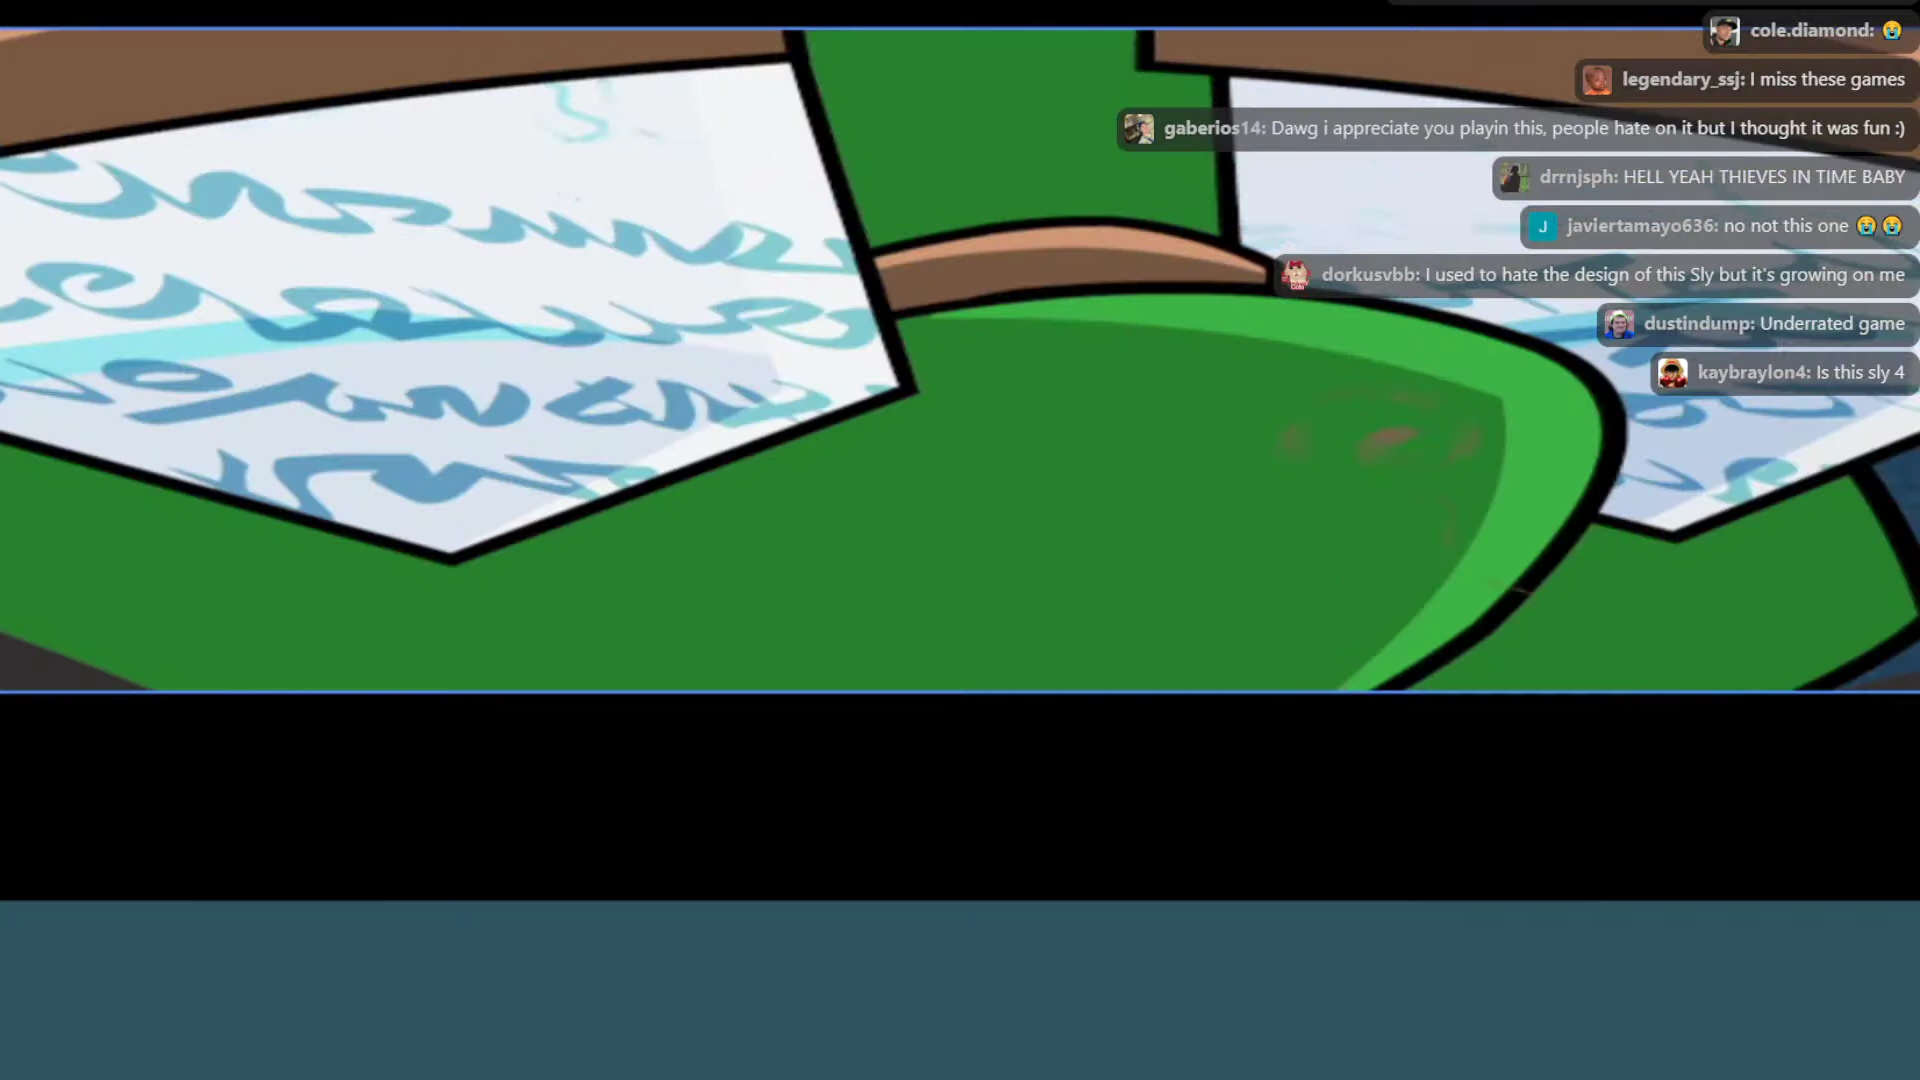 cole.diamond: 😭
legendary_ssj: I miss these games
gaberios14: Dawg i appreciate you playin this, people hate on it but I thought it was fun :)
drrnjsph: HELL YEAH THIEVES IN TIME BABY
J javiertamayo636: no not this one 😭😭
dorkusvbb: I used to hate the design of this Sly but it's growing on me
dustindump: Underrated game
kaybraylon4: Is this sly 4